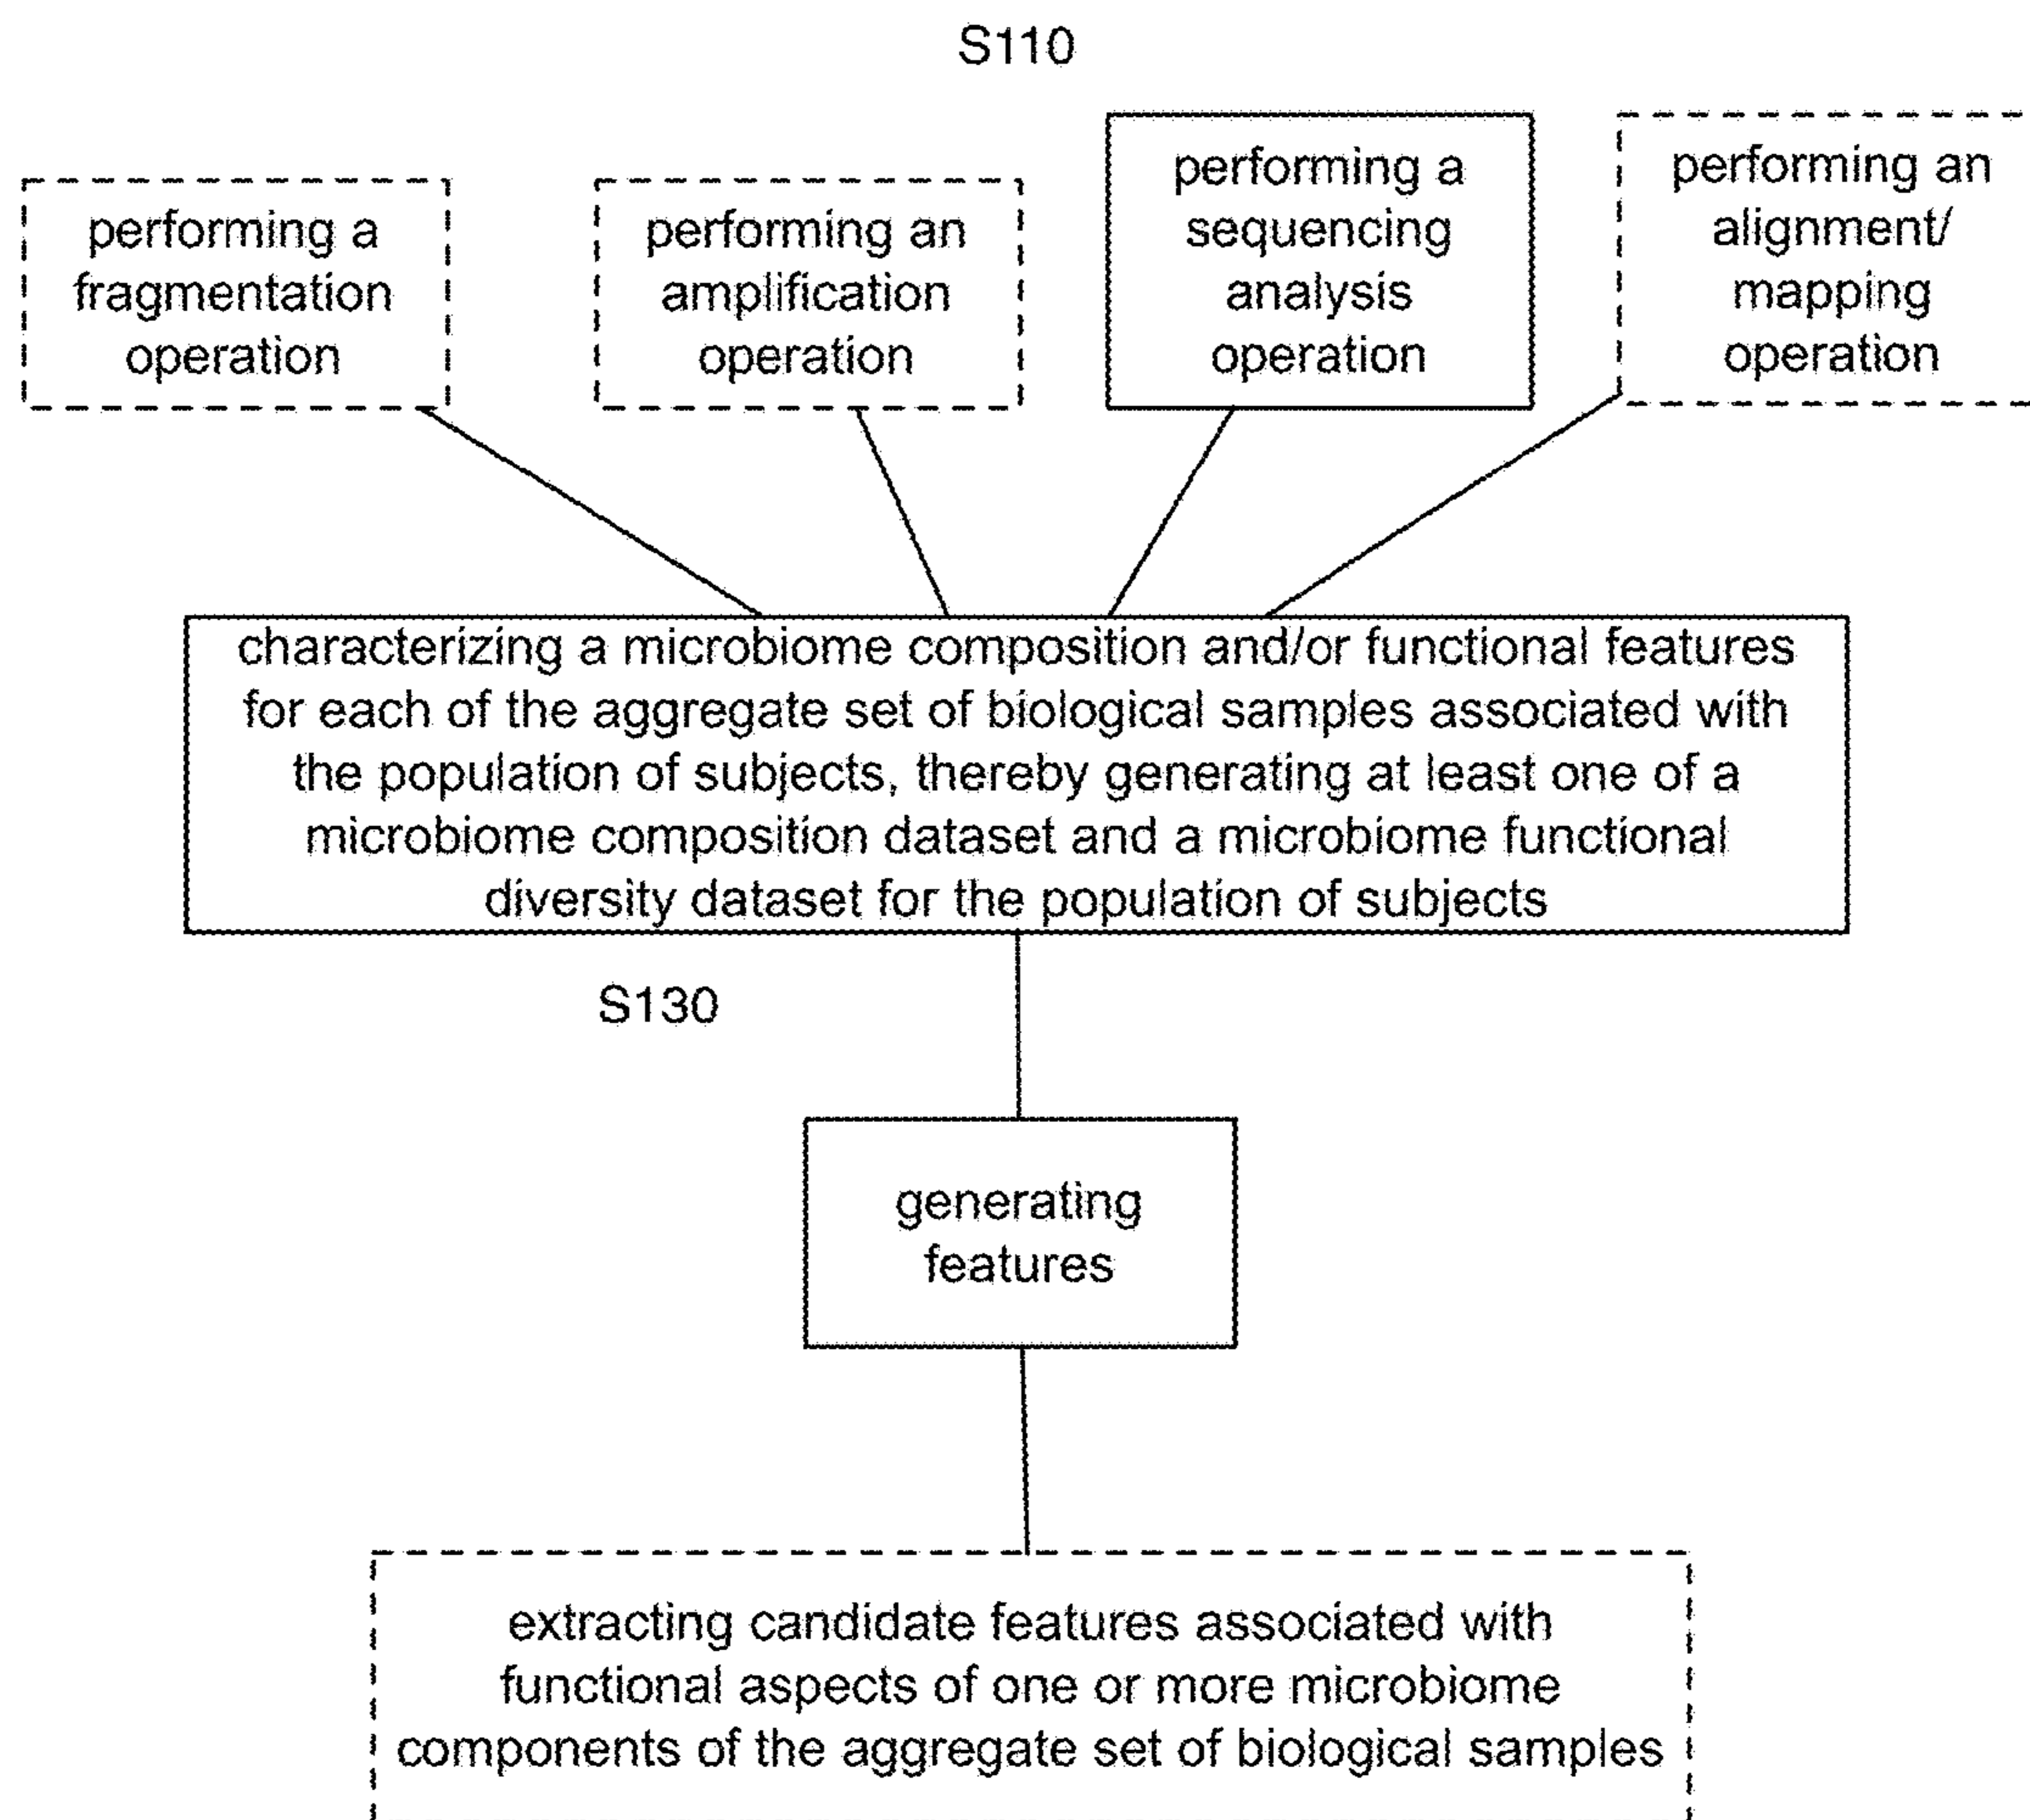 S110
performing a
fragmentation
operation
performing an
amplification
operation
performing a
sequencing
analysis
operation
performing an
alignment/
mapping
operation
characterizing a microbiome composition and/or functional features
for each of the aggregate set of biological samples associated with
the population of subjects, thereby generating at least one of a
microbiome composition dataset and a microbiome functional
diversity dataset for the population of subjects
S130
generating
features
extracting candidate features associated with
functional aspects of one or more microbiome
components of the aggregate set of biological samples